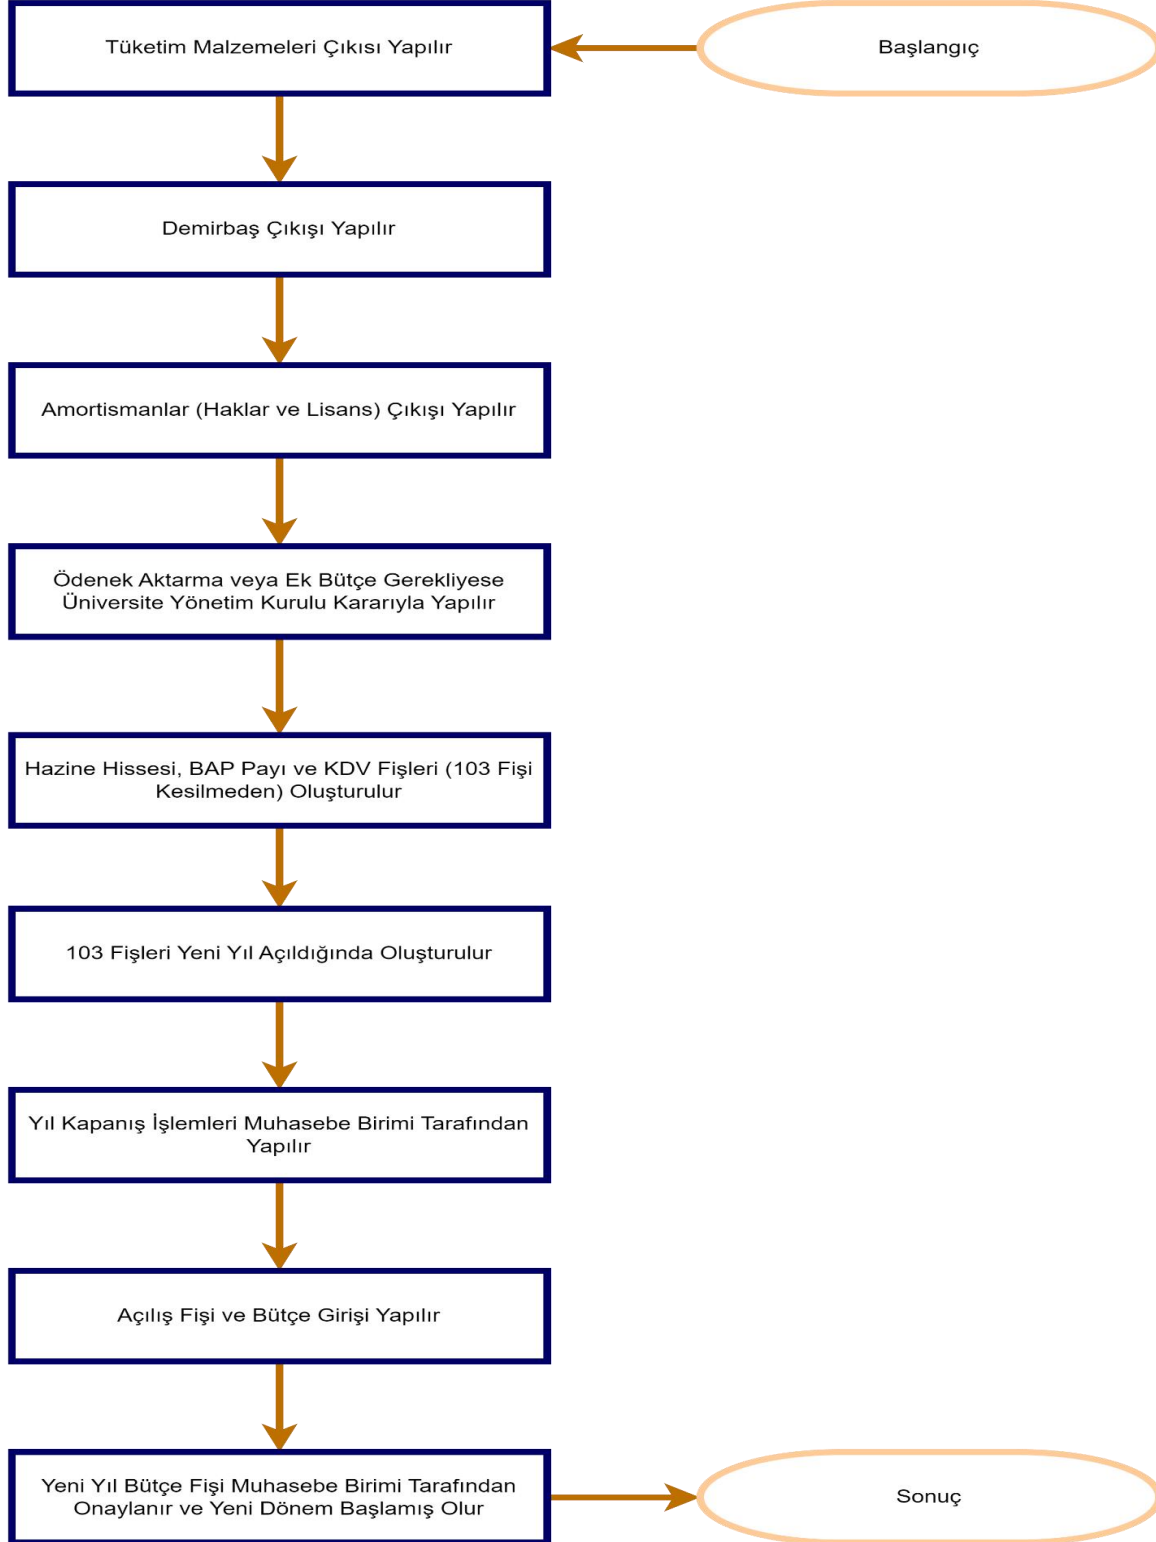 Tüketim Malzemeleri Çıkısı Yapılır
Başlangıç
Demirbaş Çıkışı Yapılır
Amortismanlar (Haklar ve Lisans) Çıkışı Yapılır
Ödenek Aktarma veya Ek Bütçe Gerekliyese
Üniversite Yönetim Kurulu Kararıyla Yapılır
Hazine Hissesi, BAP Payı ve KDV Fişleri (103 Fişi
Kesilmeden) Oluşturulur
103 Fişleri Yeni Yıl Açıldığında Oluşturulur
Yıl Kapanış İşlemleri Muhasebe Birimi Tarafından
Yapılır
Açılış Fişi ve Bütçe Girişi Yapılır
Yeni Yıl Bütçe Fişi Muhasebe Birimi Tarafından
Onaylanır ve Yeni Dönem Başlamış Olur
Sonuç